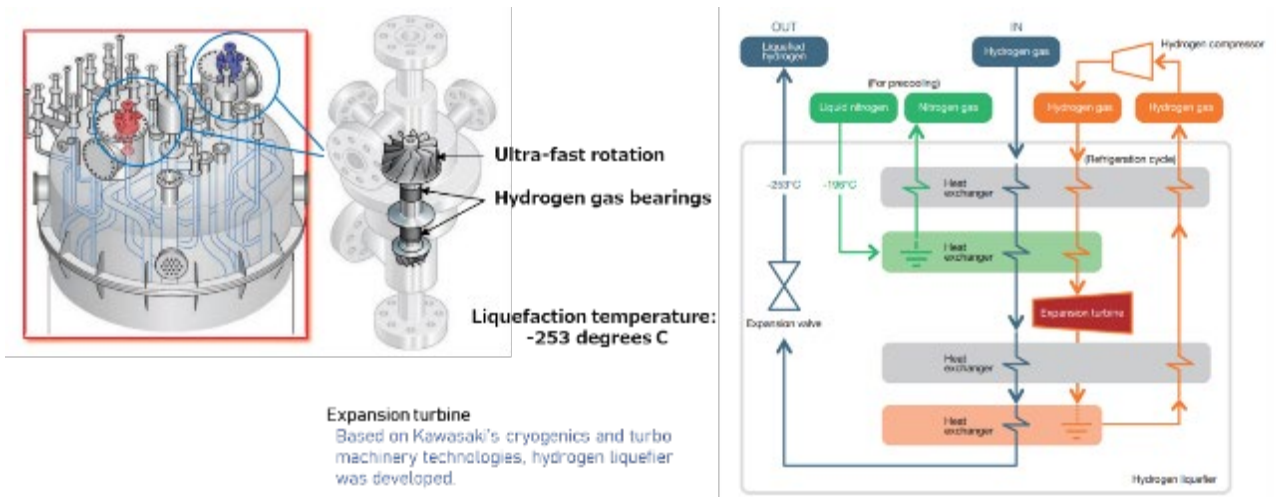 Ultra-fast rotation
Hydrogen gas bearings
Liquefaction temperature:
-253 degrees C
Expansion turbine
Based on Kawasaki's cryogenics and turbo
machinery technologies, hydrogen liquefier
was developed.
OUT
Liquefied
hydrogen
IN
Hydrogen gas
Hydrogen compressor
(For precooling)
Liquid nitrogen
Nitrogen gas
Hydrogen gas
Hydrogen gas
(Refrigeration cycle)
-253°C
-196°C
Heat
exchanger
Heat
exchanger
Expansion valve
Expansion turbine
Heat
exchanger
Heat
exchanger
Hydrogen liquefier